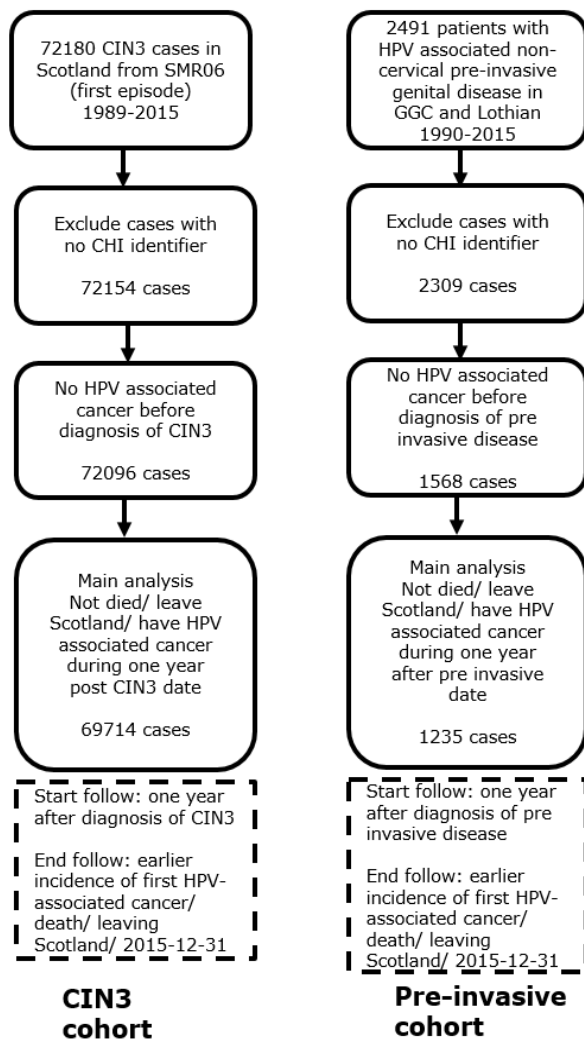 72180 CIN3 cases in
Scotland from SMR06
(first episode)
1989-2015
Exclude cases with
no CHI identifier
72154 cases
No HPV associated
cancer before
diagnosis of CIN3
72096 cases
Main analysis
Not died/ leave
Scotland/ have HPV
associated cancer
during one year
post CIN3 date
69714 cases
Start follow: one year
after diagnosis of CIN3
End follow: earlier
incidence of first HPV-
associated cancer/
death/ leaving
Scotland/ 2015-12-31
CIN3
cohort
2491 patients with
HPV associated non-
cervical pre-invasive
genital disease in
GGC and Lothian
1990-2015
Exclude cases with
no CHI identifier
2309 cases
No HPV associated
cancer before
diagnosis of pre
invasive disease
1568 cases
Main analysis
Not died/ leave
Scotland/ have HPV
associated cancer
during one year
after pre invasive
date
1235 cases
Start follow: one year
after diagnosis of pre
invasive disease
End follow: earlier
incidence of first HPV-
associated cancer/
death/ leaving
Scotland/ 2015-12-31
Pre-invasive
cohort